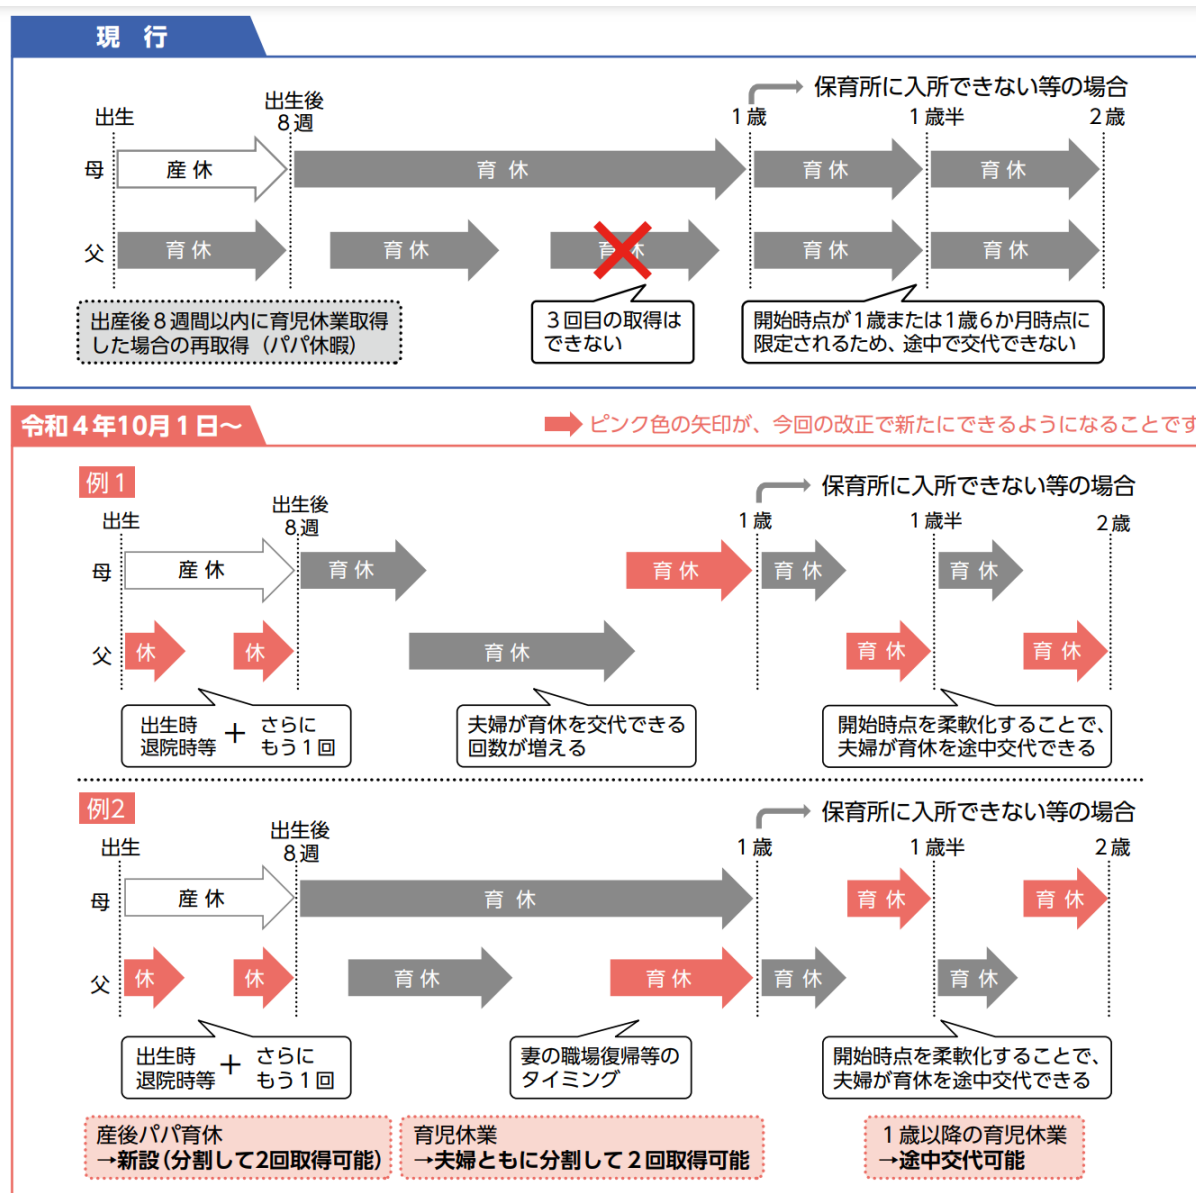 現　行
保育所に入所できない等の場合
出生
出生後
８週
１歳
１歳半
２歳
母
産 休
育 休
育 休
育 休
父
育 休
育 休
育 休
育 休
育 休
出産後８週間以内に育児休業取得
した場合の再取得（パパ休暇）
３回目の取得は
できない
開始時点が１歳または１歳６か月時点に
限定されるため、途中で交代できない
令和４年10月１日～
ピンク色の矢印が、今回の改正で新たにできるようになることです
例１
保育所に入所できない等の場合
出生
出生後
８週
１歳
１歳半
２歳
母
産 休
育 休
育 休
育 休
育 休
父
休
休
育 休
育 休
育 休
出生時
退院時等
＋
さらに
もう１回
夫婦が育休を交代できる
回数が増える
開始時点を柔軟化することで、
夫婦が育休を途中交代できる
例２
保育所に入所できない等の場合
出生
出生後
８週
１歳
１歳半
２歳
母
産 休
育 休
育 休
育 休
父
休
休
育 休
育 休
育 休
育 休
出生時
退院時等
＋
さらに
もう１回
妻の職場復帰等の
タイミング
開始時点を柔軟化することで、
夫婦が育休を途中交代できる
産後パパ育休
→新設（分割して2回取得可能）
育児休業
→夫婦ともに分割して２回取得可能
１歳以降の育児休業
→途中交代可能